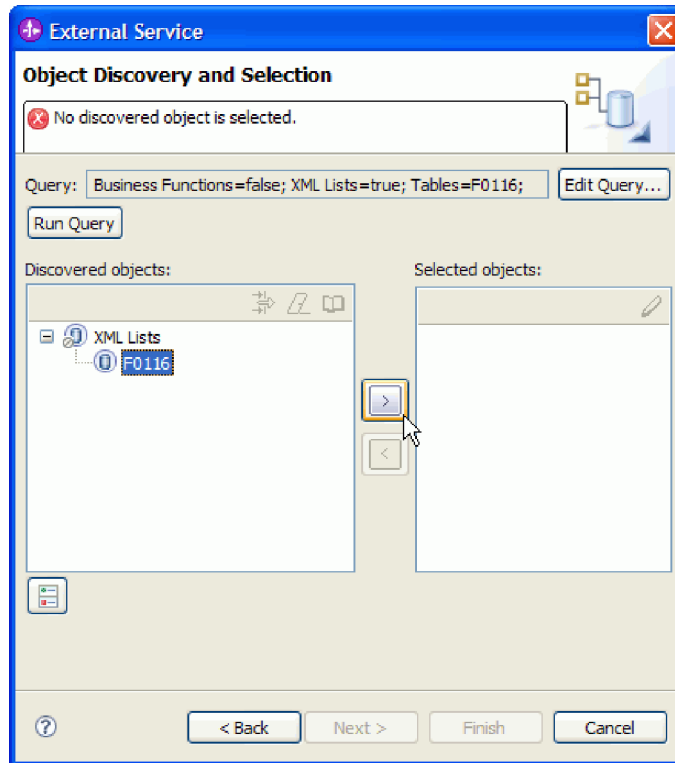 External Service
Object Discovery and Selection
No discovered object is selected.
Query: Business Functions=false; XML Lists=true; Tables=F0116; Edit Query...
Run Query
Discovered objects: Selected objects:
XML Lists
F0116
>
<
< Back Next > Finish Cancel